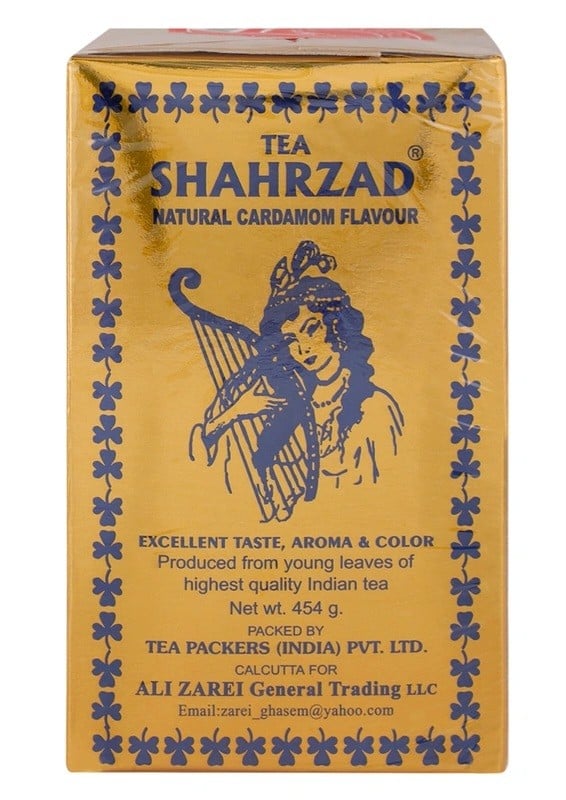 TEA
SHAHRZAD®
NATURAL CARDAMOM FLAVOUR
EXCELLENT TASTE, AROMA & COLOR
Produced from young leaves of
highest quality Indian tea
Net wt. 454 g.
PACKED BY
TEA PACKERS (INDIA) PVT. LTD.
CALCUTTA FOR
ALI ZAREI General Trading LLC
Email:zarei_ghasem@yahoo.com